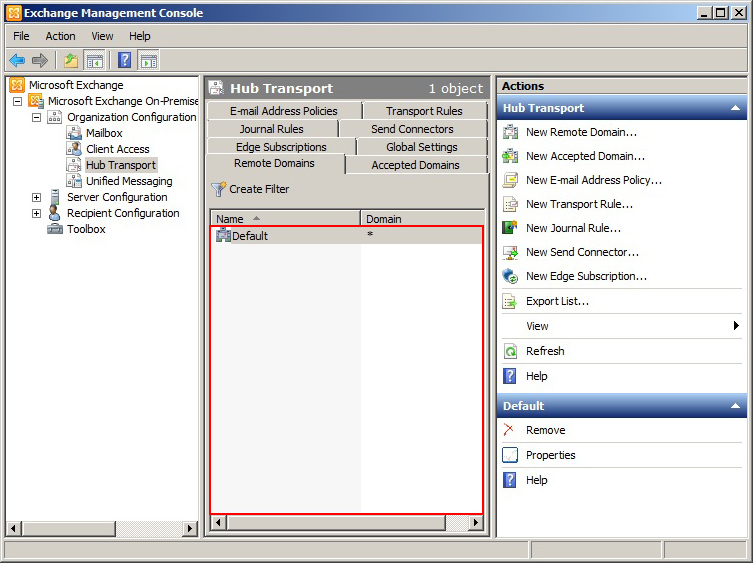 Exchange Management Console
File Action View Help
Microsoft Exchange
Microsoft Exchange On-Premise
Organization Configuration
Mailbox
Client Access
Hub Transport
Unified Messaging
Server Configuration
Recipient Configuration
Toolbox
Hub Transport 1 object
E-mail Address Policies Transport Rules
Journal Rules Send Connectors
Edge Subscriptions Global Settings
Remote Domains Accepted Domains
Create Filter
Name Domain
Default *
Actions
Hub Transport
New Remote Domain...
New Accepted Domain...
New E-mail Address Policy...
New Transport Rule...
New Journal Rule...
New Send Connector...
New Edge Subscription...
Export List...
View
Refresh
Help
Default
Remove
Properties
Help